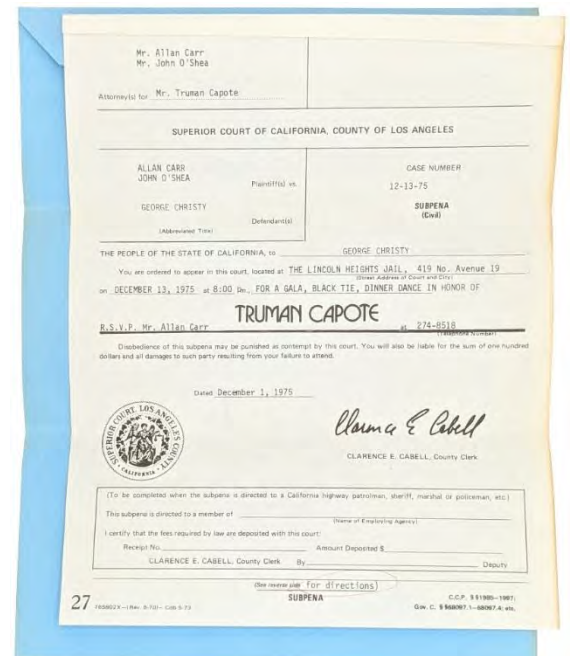 Mr. Allan Carr
Mr. John O'Shea
Attorney(s) for Mr. Truman Capote
SUPERIOR COURT OF CALIFORNIA, COUNTY OF LOS ANGELES
ALLAN CARR
JOHN O'SHEA
Plaintiff(s) vs.
GEORGE CHRISTY
Defendant(s)
(Abbreviated Title)
CASE NUMBER
12-13-75
SUBPENA
(Civil)
THE PEOPLE OF THE STATE OF CALIFORNIA, to GEORGE CHRISTY
You are ordered to appear in this court, located at THE LINCOLN HEIGHTS JAIL, 419 No. Avenue 19
(Street Address of Court and City)
on DECEMBER 13, 1975 at 8:00 m., FOR A GALA, BLACK TIE, DINNER DANCE IN HONOR OF
TRUMAN CAPOTE
R.S.V.P. Mr. Allan Carr at 274-8518
(Telephone Number)
Disobedience of this subpena may be punished as contempt by this court. You will also be liable for the sum of one hundred
dollars and all damages to such party resulting from your failure to attend.
Dated December 1, 1975
SUPERIOR COURT, LOS ANGELES COUNTY
CALIFORNIA
Clarence E Cabell
CLARENCE E. CABELL, County Clerk
(To be completed when the subpena is directed to a California highway patrolman, sheriff, marshal or policeman, etc.)
This subpena is directed to a member of
(Name of Employing Agency)
I certify that the fees required by law are deposited with this court:
Receipt No. Amount Deposited $
CLARENCE E. CABELL, County Clerk By Deputy
(See reverse side for directions)
SUBPENA
27
C.C.P. §§1985-1997;
Gov. C. §§68097.1-68097.4; etc.